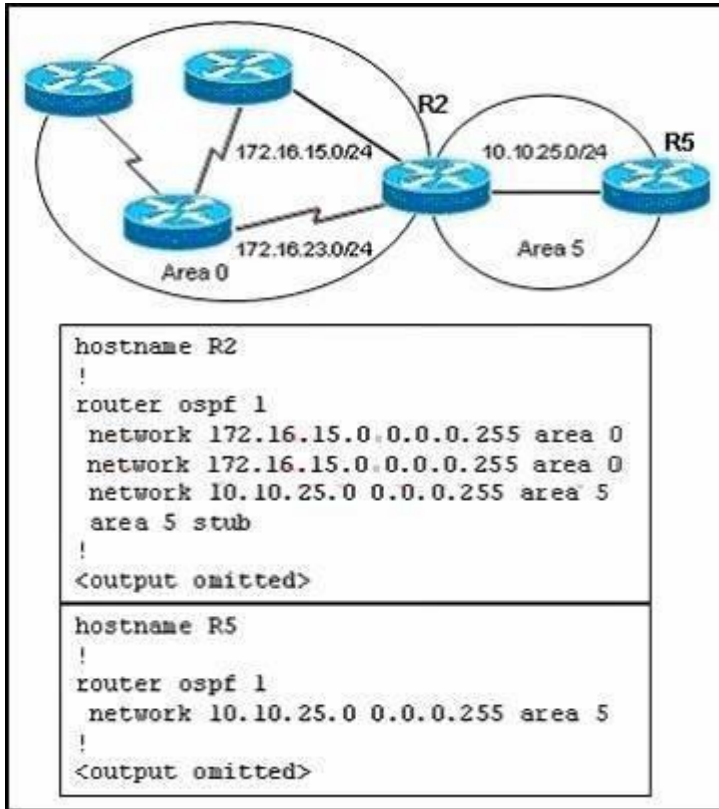 R2
172.16.15.0/24
10.10.25.0/24
R5
172.16.23.0/24
Area 0
Area 5
hostname R2
!
router ospf 1
network 172.16.15.0 0.0.0.255 area 0
network 172.16.15.0 0.0.0.255 area 0
network 10.10.25.0 0.0.0.255 area 5
area 5 stub
!
<output omitted>
hostname R5
!
router ospf 1
network 10.10.25.0 0.0.0.255 area 5
!
<output omitted>